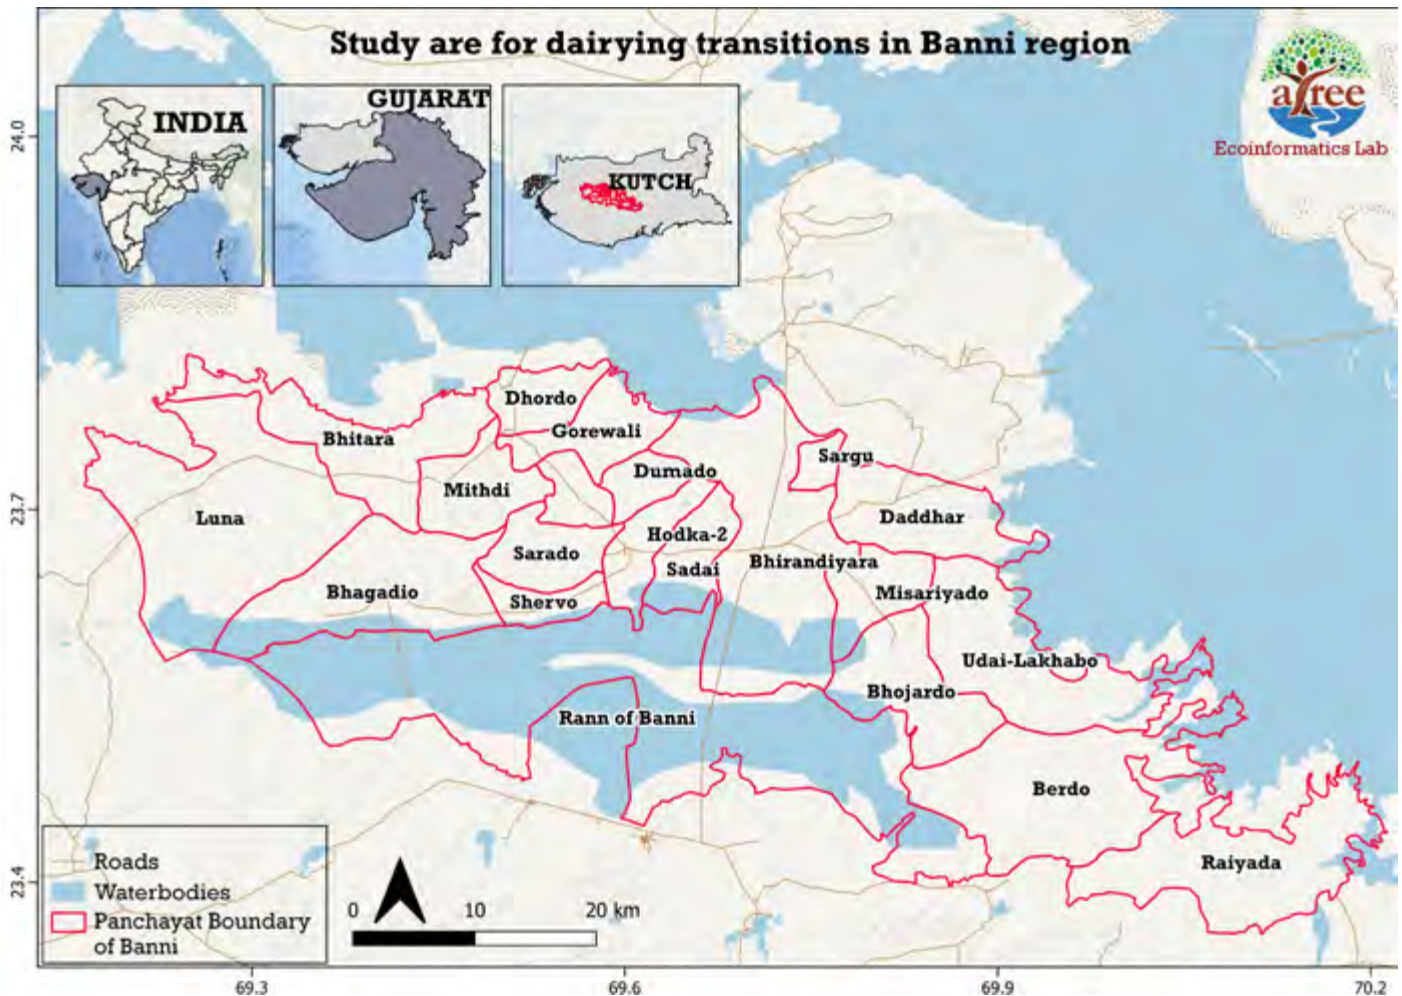 Study are for dairying transitions in Banni region
INDIA
GUJARAT
KUTCH
afree
Ecoinformatics Lab
24.0
23.7
23.4
Dhordo
Gorewali
Bhitara
Sargu
Dumado
Mithdi
Luna
Daddhar
Hodka-2
Sarado
Bhirandiyara
Sadai
Bhagadio
Misariyado
Shervo
Udai-Lakhabo
Bhojardo
Rann of Banni
Berdo
Raiyada
Roads
Waterbodies
Panchayat Boundary
of Banni
0 10 20 km
69.3 69.6 69.9 70.2